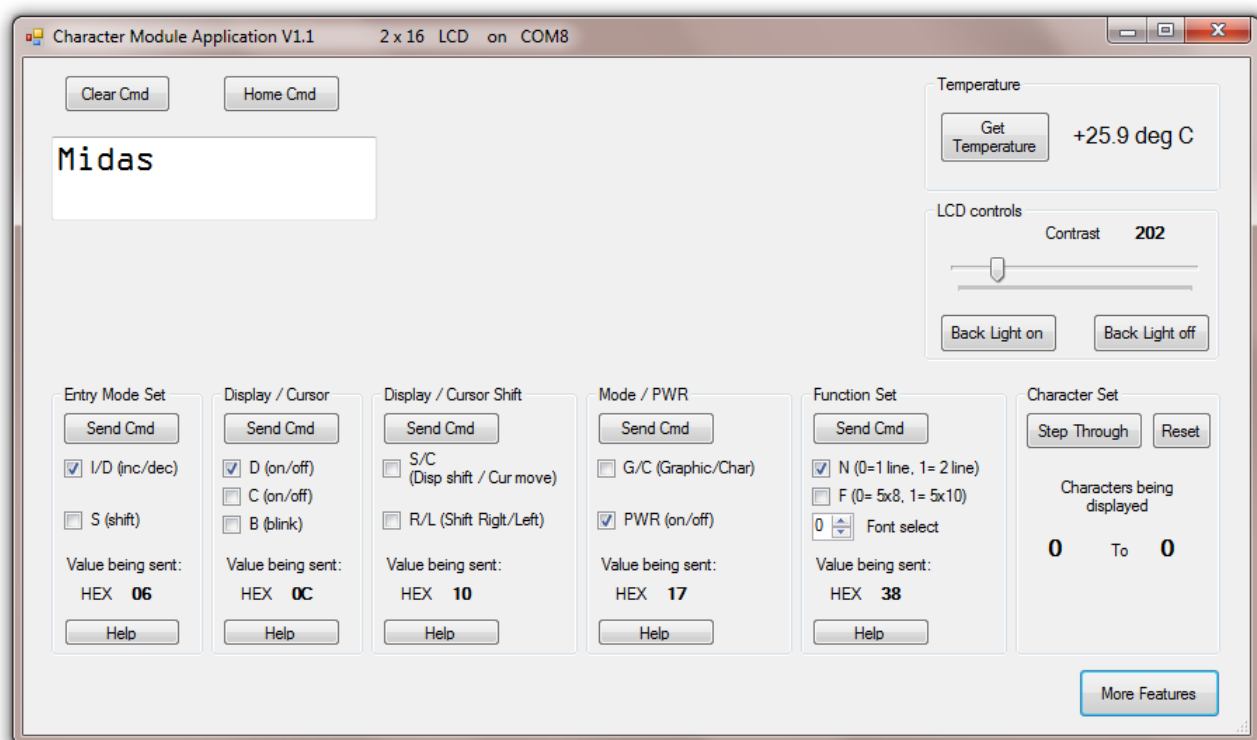 Character Module Application V1.1 2 x 16 LCD on COM8
Clear Cmd Home Cmd
Midas
Temperature
Get Temperature
+25.9 deg C
LCD controls
Contrast 202
Back Light on Back Light off
Entry Mode Set
Send Cmd
I/D (inc/dec)
S (shift)
Value being sent:
HEX 06
Help
Display / Cursor
Send Cmd
D (on/off)
C (on/off)
B (blink)
Value being sent:
HEX 0C
Help
Display / Cursor Shift
Send Cmd
S/C
(Disp shift / Cur move)
R/L (Shift Riglt/Left)
Value being sent:
HEX 10
Help
Mode / PWR
Send Cmd
G/C (Graphic/Char)
PWR (on/off)
Value being sent:
HEX 17
Help
Function Set
Send Cmd
N (0=1 line, 1= 2 line)
F (0= 5x8, 1= 5x10)
0 Font select
Value being sent:
HEX 38
Help
Character Set
Step Through Reset
Characters being
displayed
0 To 0
More Features